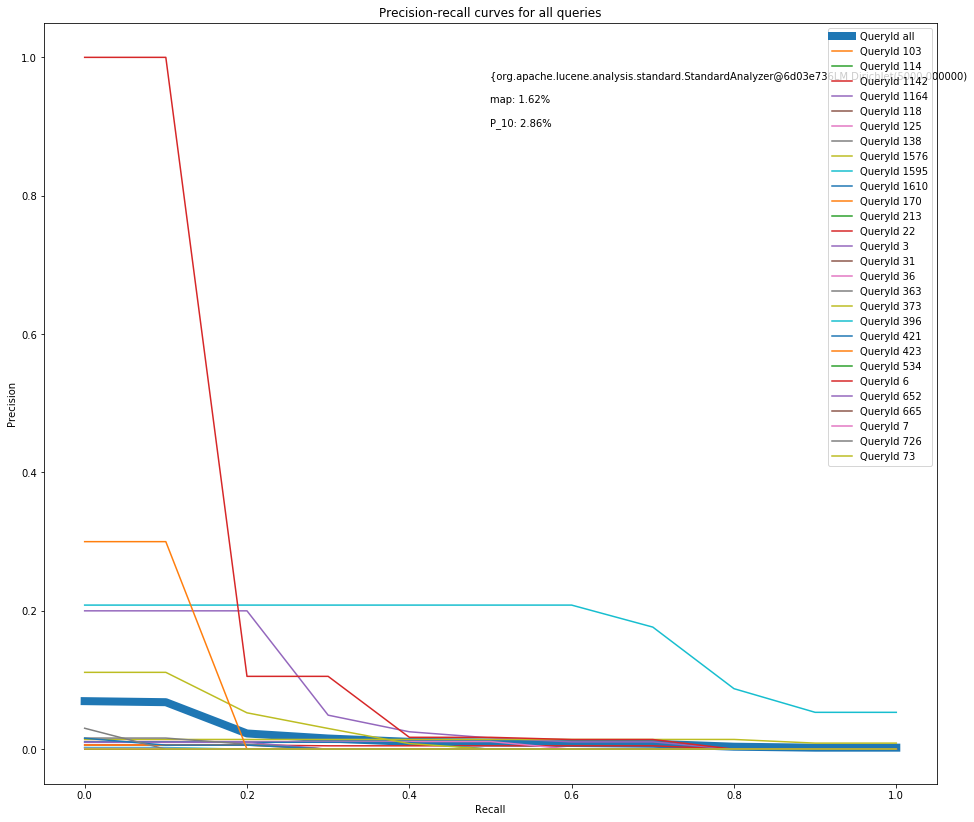 Precision-recall curves for all queries
{org.apache.lucene.analysis.standard.StandardAnalyzer@6d03e736LM Dirichlet(5000.000000)
map: 1.62%
P_10: 2.86%
QueryId all
QueryId 103
QueryId 114
QueryId 1142
QueryId 1164
QueryId 118
QueryId 125
QueryId 138
QueryId 1576
QueryId 1595
QueryId 1610
QueryId 170
QueryId 213
QueryId 22
QueryId 3
QueryId 31
QueryId 36
QueryId 363
QueryId 373
QueryId 396
QueryId 421
QueryId 423
QueryId 534
QueryId 6
QueryId 652
QueryId 665
QueryId 7
QueryId 726
QueryId 73
Precision
1.0
0.8
0.6
0.4
0.2
0.0
0.0 0.2 0.4 0.6 0.8 1.0
Recall